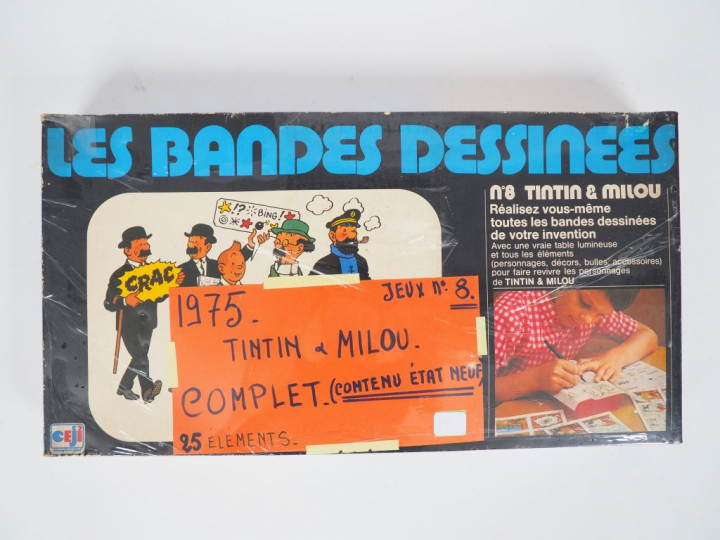 LES BANDES DESSINEES
N°8 TINTIN & MILOU
Réalisez vous-même
toutes les bandes dessinées
de votre invention
Avec une vraie table lumineuse
et tous les éléments
(personnages, décors, bulles, accessoires)
pour faire revivre les personnages
de TINTIN & MILOU
!?
BING!
CRAC
1975.
JEUX N° 8.
TINTIN & MILOU.
COMPLET. (CONTENU ÉTAT NEUF)
25 ELEMENTS.
CEJI